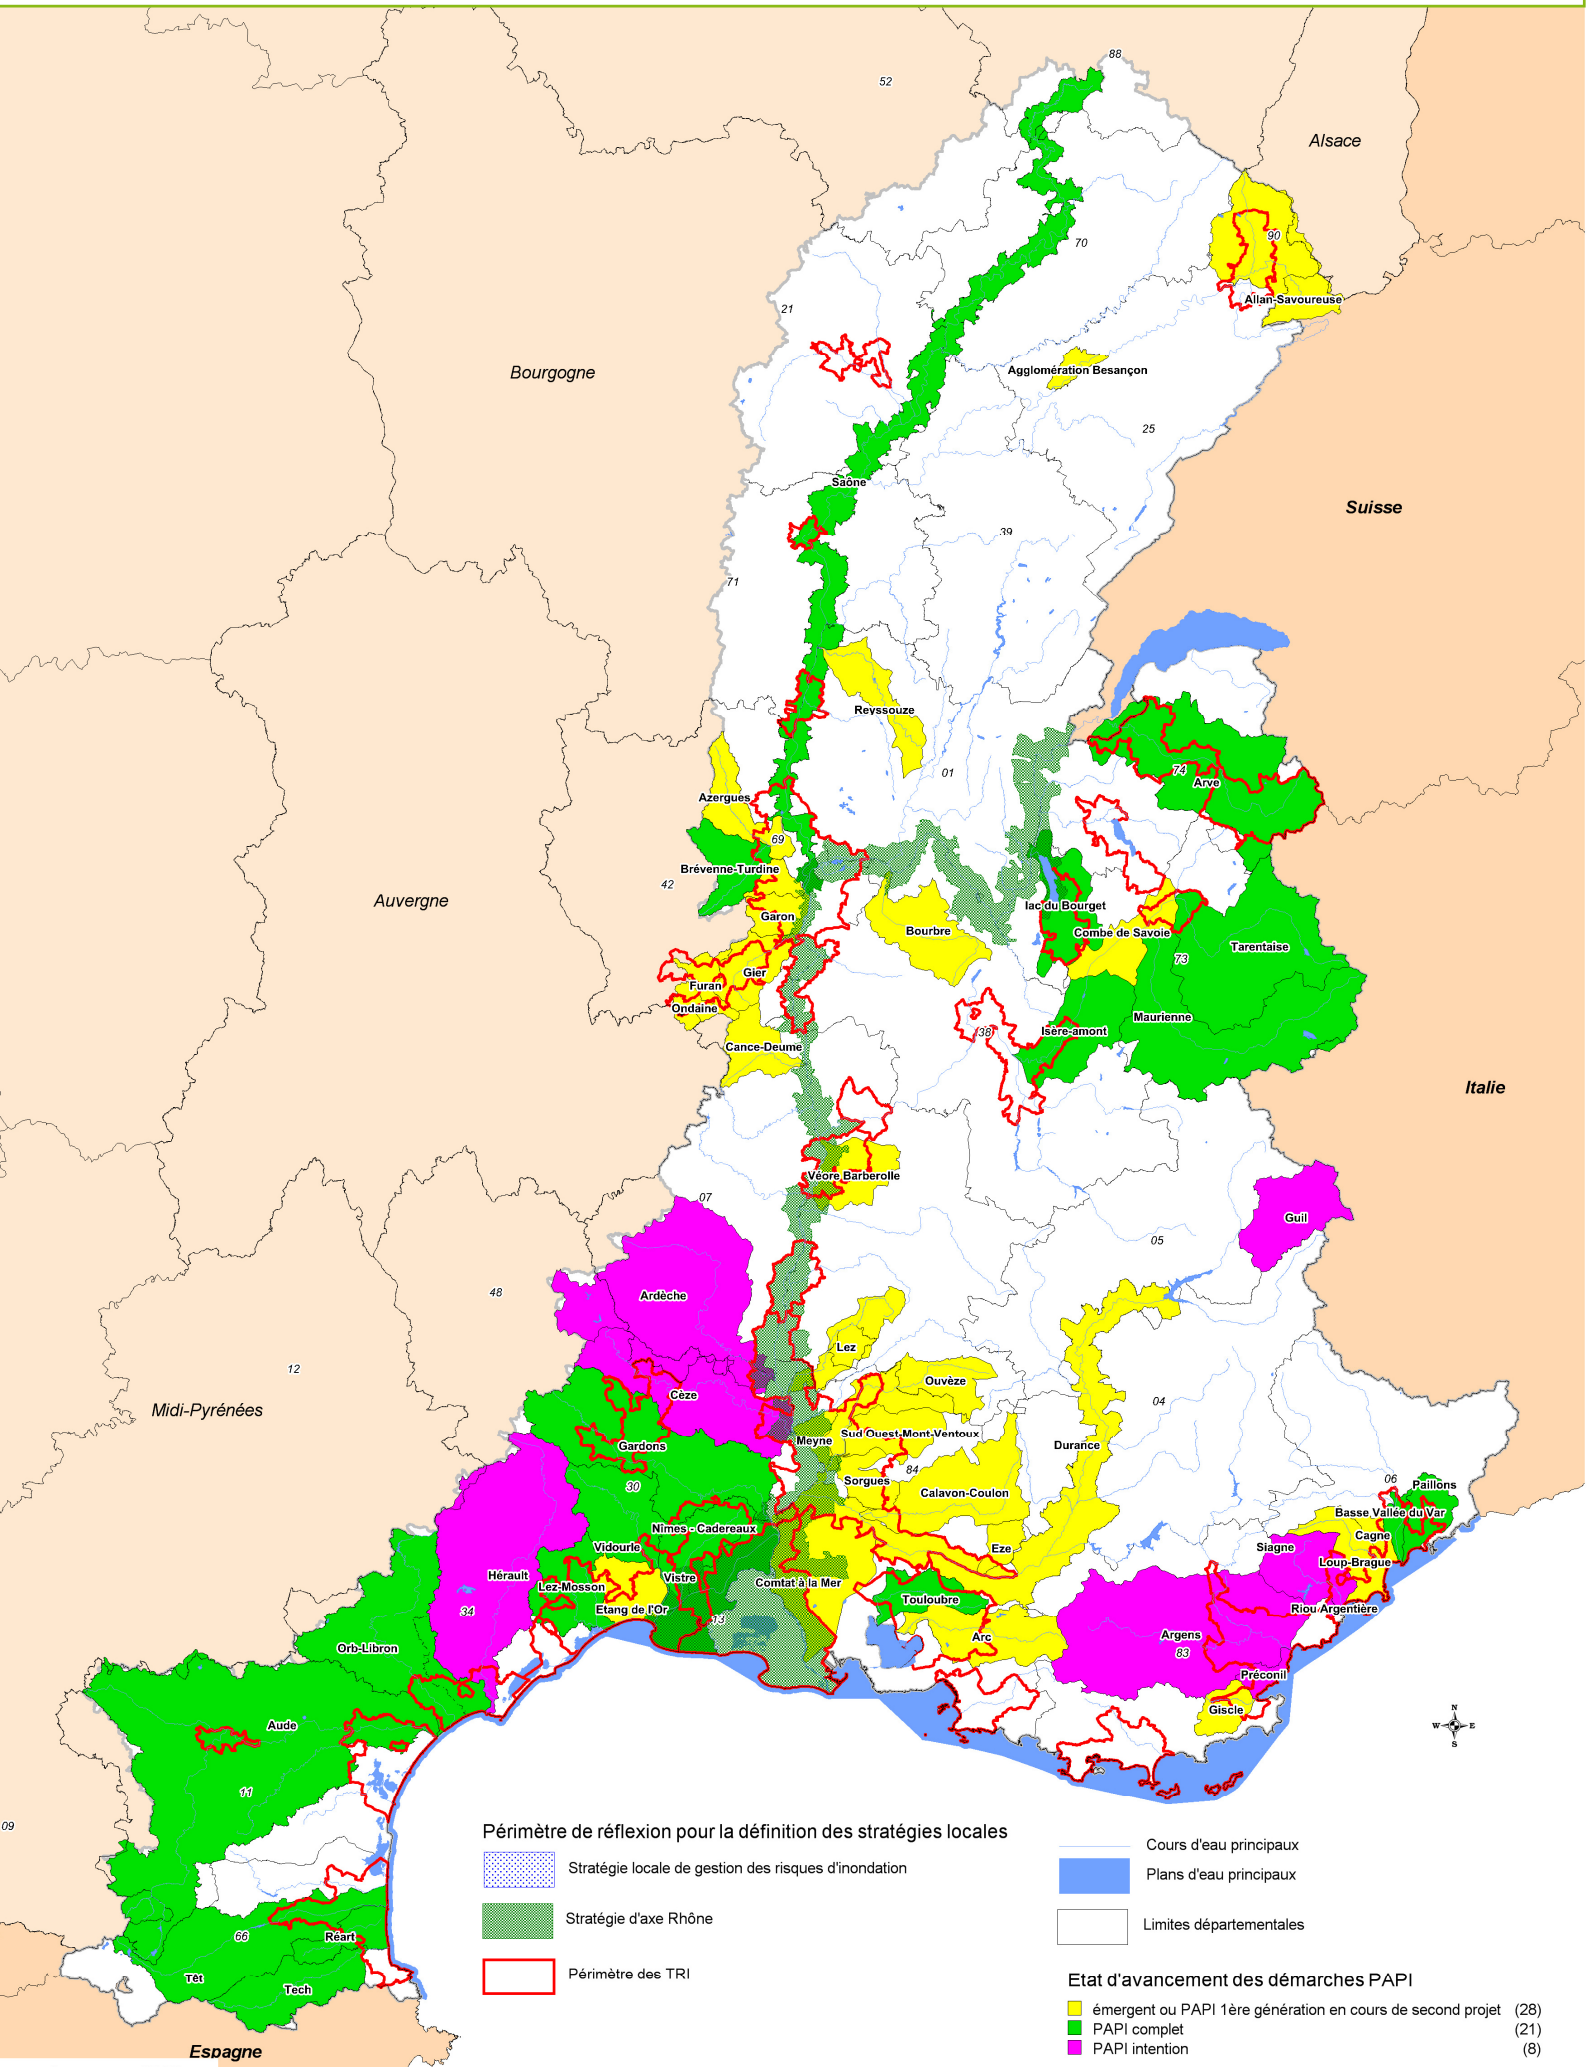 88
52
Alsace
70
90
Allan-Savoureuse
21
Bourgogne
Agglomération Besançon
25
Saône
Suisse
39
71
Reyssouze
01
74
Arve
Azergues
69
Brévenne-Turdine
42
Auvergne
lac du Bourget
Garon
Bourbre
Combe de Savoie
Tarentaise
73
Gier
Furan
Ondaine
Maurienne
Isère-amont
38
Cance-Deume
Italie
Véore Barberolle
07
Guil
05
48
Ardèche
Lez
12
Ouvèze
Cèze
04
Midi-Pyrénées
Meyne
Sud Ouest Mont-Ventoux
Durance
Gardons
84
Sorgues
06
Paillons
30
Calavon-Coulon
Basse Vallée du Var
Nîmes - Cadereaux
Cagne
Vidourle
Eze
Siagne
Loup-Brague
Hérault
Vistre
Lez-Mosson
Comtat à la Mer
Touloubre
Etang de l'Or
Riou Argentière
34
13
Argens
Arc
Orb-Libron
83
Préconil
Giscle
Aude
N
W
E
S
11
09
Périmètre de réflexion pour la définition des stratégies locales
Stratégie locale de gestion des risques d'inondation
Stratégie d'axe Rhône
Périmètre des TRI
Cours d'eau principaux
Plans d'eau principaux
Limites départementales
66
Réart
Têt
Tech
Espagne
Etat d'avancement des démarches PAPI
émergent ou PAPI 1ère génération en cours de second projet (28)
PAPI complet (21)
PAPI intention (8)